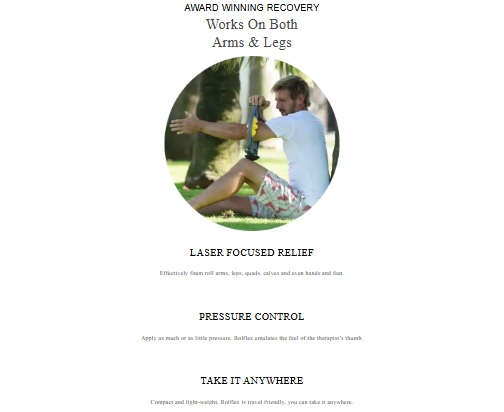 AWARD WINNING RECOVERY
Works On Both
Arms & Legs
LASER FOCUSED RELIEF
Effectively foam roll arms, legs, quads, calves and even hands and feet.
PRESSURE CONTROL
Apply as much or as little pressure. Rolflex emulates the feel of the therapist's thumb.
TAKE IT ANYWHERE
Compact and light-weight, Rolflex is travel friendly, you can take it anywhere.